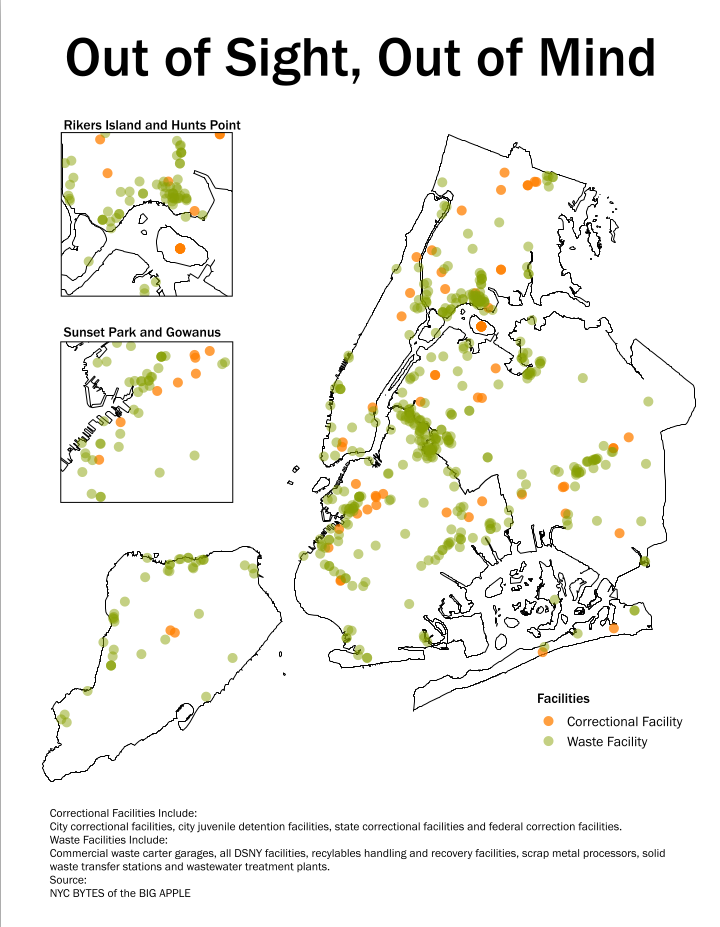 Out of Sight, Out of Mind
Rikers Island and Hunts Point
Sunset Park and Gowanus
Facilities
Correctional Facility
Waste Facility
Correctional Facilities Include:
City correctional facilities, city juvenile detention facilities, state correctional facilities and federal correction facilities.
Waste Facilities Include:
Commercial waste carter garages, all DSNY facilities, recylables handling and recovery facilities, scrap metal processors, solid
waste transfer stations and wastewater treatment plants.
Source:
NYC BYTES of the BIG APPLE